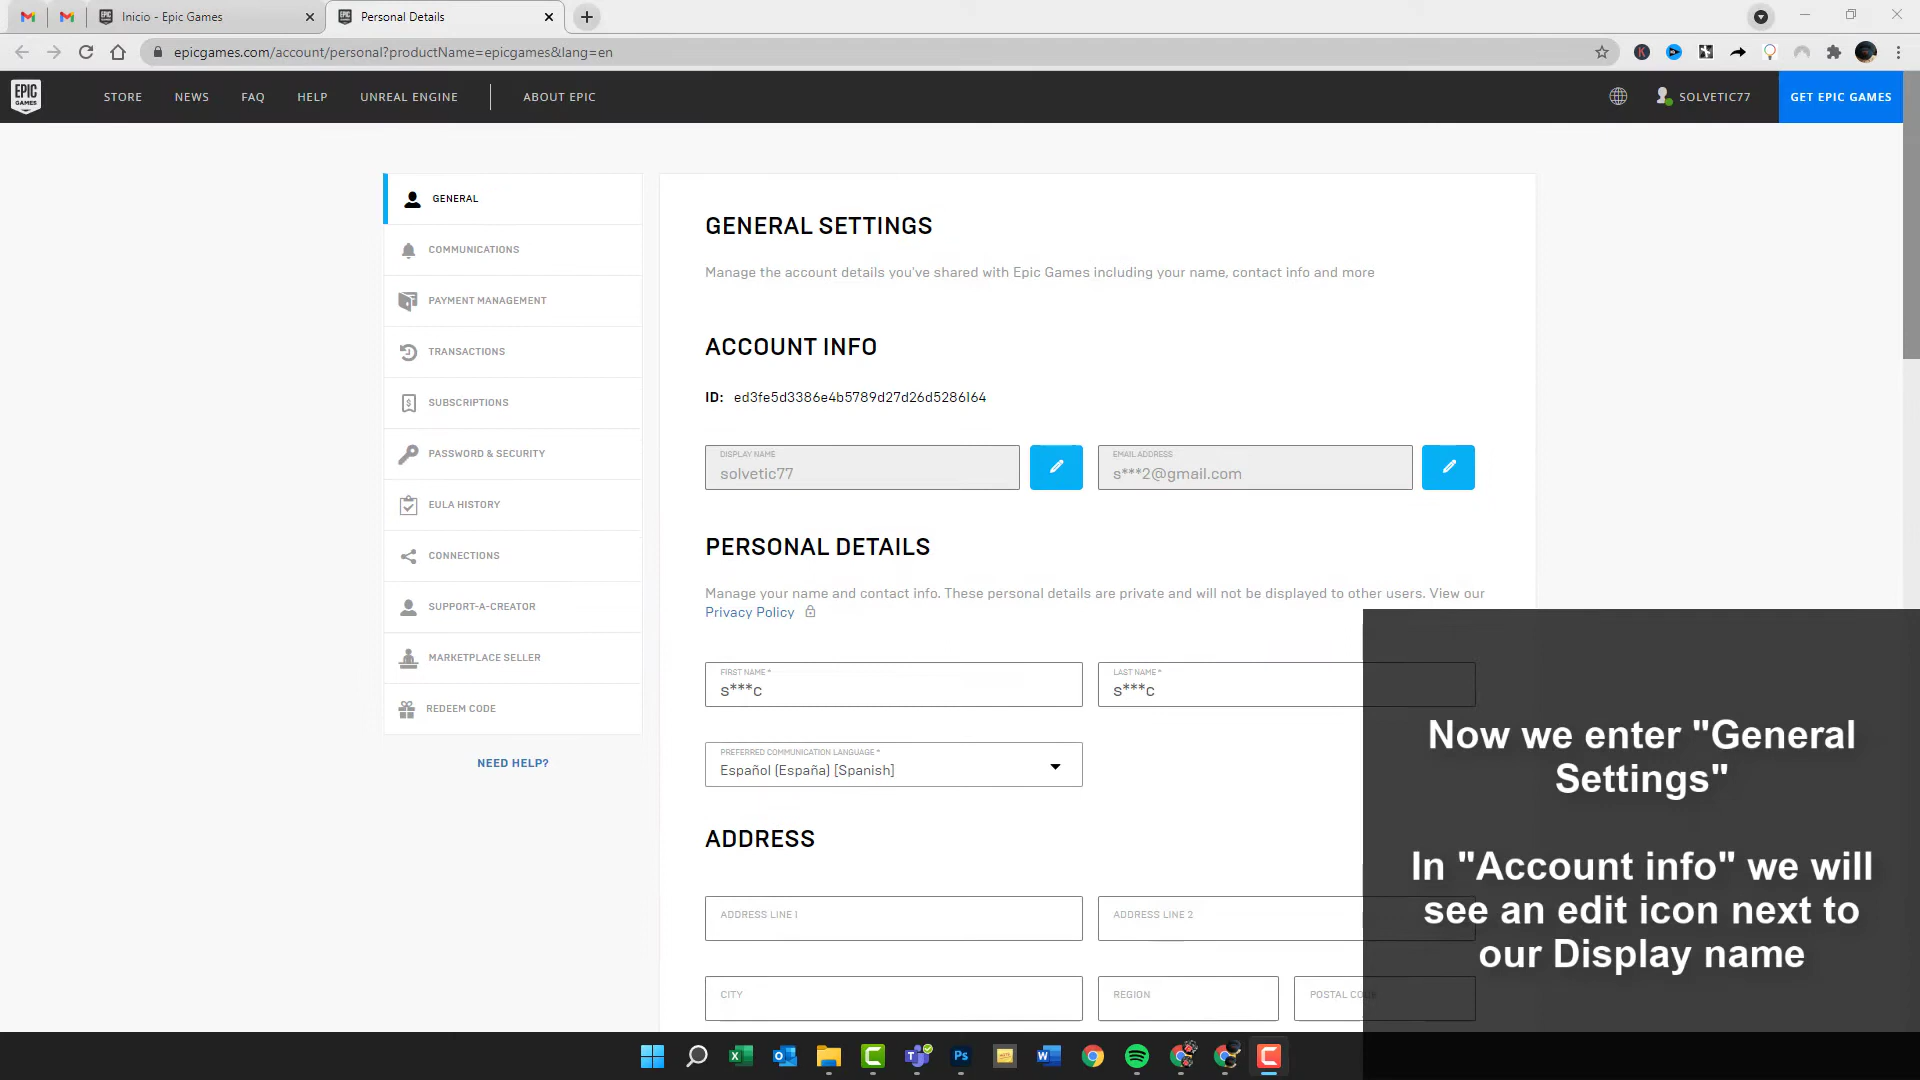 Inicio - Epic Games
Personal Details
epicgames.com/account/personal?productName=epicgames&lang=en
EPIC GAMES
STORE NEWS FAQ HELP UNREAL ENGINE ABOUT EPIC
SOLVETIC77
GET EPIC GAMES
GENERAL
COMMUNICATIONS
PAYMENT MANAGEMENT
TRANSACTIONS
SUBSCRIPTIONS
PASSWORD & SECURITY
EULA HISTORY
CONNECTIONS
SUPPORT-A-CREATOR
MARKETPLACE SELLER
REDEEM CODE
NEED HELP?
GENERAL SETTINGS
Manage the account details you've shared with Epic Games including your name, contact info and more
ACCOUNT INFO
ID: ed3fe5d3386e4b5789d27d26d5286164
DISPLAY NAME
solvetic77
EMAIL ADDRESS
s***2@gmail.com
PERSONAL DETAILS
Manage your name and contact info. These personal details are private and will not be displayed to other users. View our
Privacy Policy
FIRST NAME *
s***c
LAST NAME *
s***c
PREFERRED COMMUNICATION LANGUAGE *
Español (España) [Spanish]
ADDRESS
ADDRESS LINE 1
ADDRESS LINE 2
CITY
REGION
POSTAL CODE
Now we enter "General
Settings"
In "Account info" we will
see an edit icon next to
our Display name